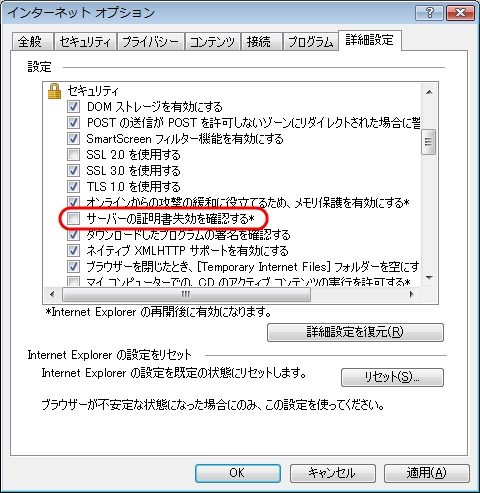 インターネット オプション
全般 セキュリティ プライバシー コンテンツ 接続 プログラム 詳細設定
設定
セキュリティ
DOM ストレージを有効にする
POST の送信が POST を許可しないゾーンにリダイレクトされた場合に警
SmartScreen フィルター機能を有効にする
SSL 2.0 を使用する
SSL 3.0 を使用する
TLS 1.0 を使用する
オンラインからの攻撃の緩和に役立てるため、メモリ保護を有効にする*
サーバーの証明書失効を確認する*
ダウンロードしたプログラムの署名を確認する
ネイティブ XMLHTTP サポートを有効にする
ブラウザーを閉じたとき、[Temporary Internet Files] フォルダーを空にす
マイ コンピューターでの、CD のアクティブ コンテンツの実行を許可する*
*Internet Explorer の再開後に有効になります。
詳細設定を復元(R)
Internet Explorer の設定をリセット
Internet Explorer の設定を既定の状態にリセットします。
リセット(S)...
ブラウザーが不安定な状態になった場合にのみ、この設定を使ってください。
OK キャンセル 適用(A)